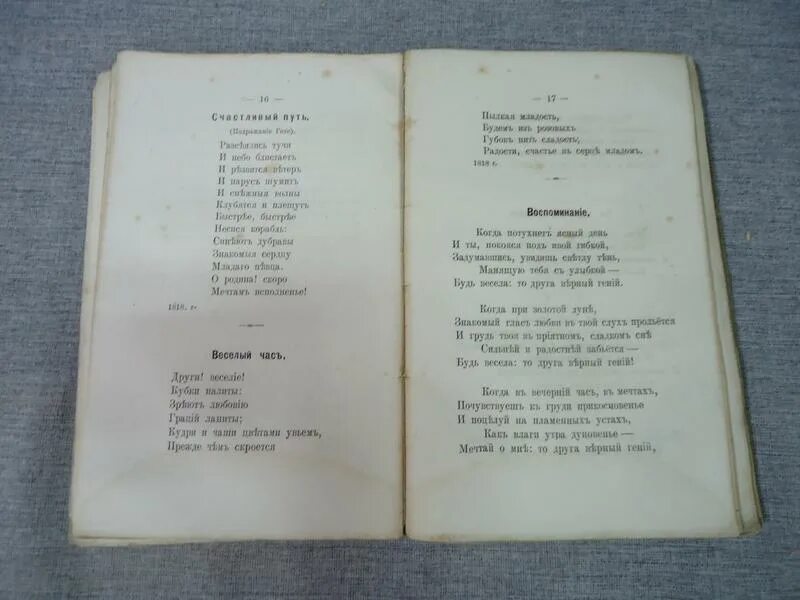 — 16 —
Счастливый путь.
(Подражаніе Гете).
Разсѣялись тучи
И небо блистаетъ
И рѣзвится вѣтеръ
И парусъ шумитъ
И снѣжныя волны
Клубятся и плещутъ
Быстрѣе, быстрѣе
Несися корабль:
Синѣютъ дубравы
Знакомыя сердцу
Младаго пѣвца.
О родина! скоро
Мечтамъ исполненье!
1818. г.
Веселый часъ.
Други! веселіе!
Кубки налиты:
Зрѣютъ любовію
Грацій ланиты;
Кудри и чаши цвѣтами увьемъ,
Прежде чѣмъ скроется
— 17 —
Пылкая младость,
Будемъ изъ розовыхъ
Губокъ пить сладость,
Радости, счастье въ сердцѣ младомъ.
1818 г.
Воспоминаніе.
Когда потухнетъ ясный день
И ты, покояся подъ ивой гибкой,
Задумавшись, увидишь свѣтлу тѣнь,
Манящую тебя съ улыбкой —
Будь весела: то друга вѣрный геній.
Когда при золотой лунѣ,
Знакомый гласъ любви въ твой слухъ прольётся
И грудь твоя въ пріятномъ, сладкомъ снѣ
Сильнѣй и радостнѣй забьётся —
Будь весела: то друга вѣрный геній!
Когда въ вечерній часъ, въ мечтахъ,
Почувствуешь къ груди прикосновенье
И поцѣлуй на пламенныхъ устахъ,
Какъ влаги утра дуновенье —
Мечтай о мнѣ: то друга вѣрный геній,